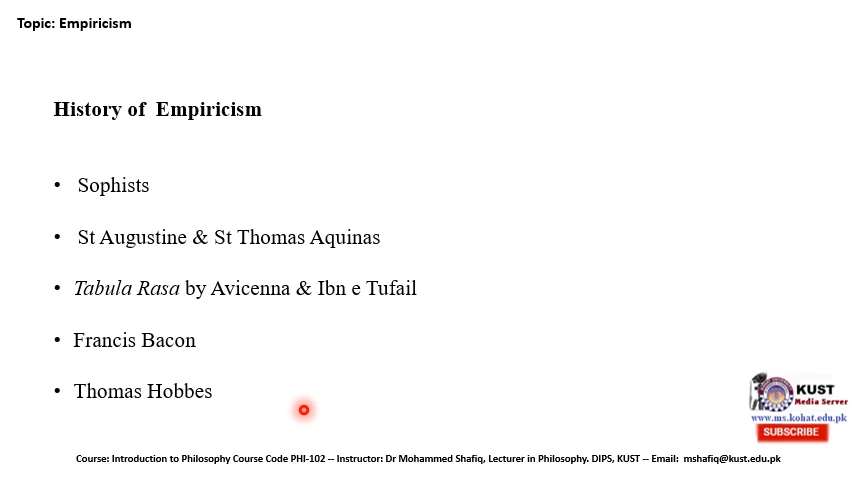 Topic: Empiricism
History of Empiricism
• Sophists
• St Augustine & St Thomas Aquinas
• Tabula Rasa by Avicenna & Ibn e Tufail
• Francis Bacon
• Thomas Hobbes
KUST
Media Server
www.ms.kohat.edu.pk
SUBSCRIBE
Course: Introduction to Philosophy Course Code PHI-102 -- Instructor: Dr Mohammed Shafiq, Lecturer in Philosophy. DIPS, KUST -- Email: mshafiq@kust.edu.pk